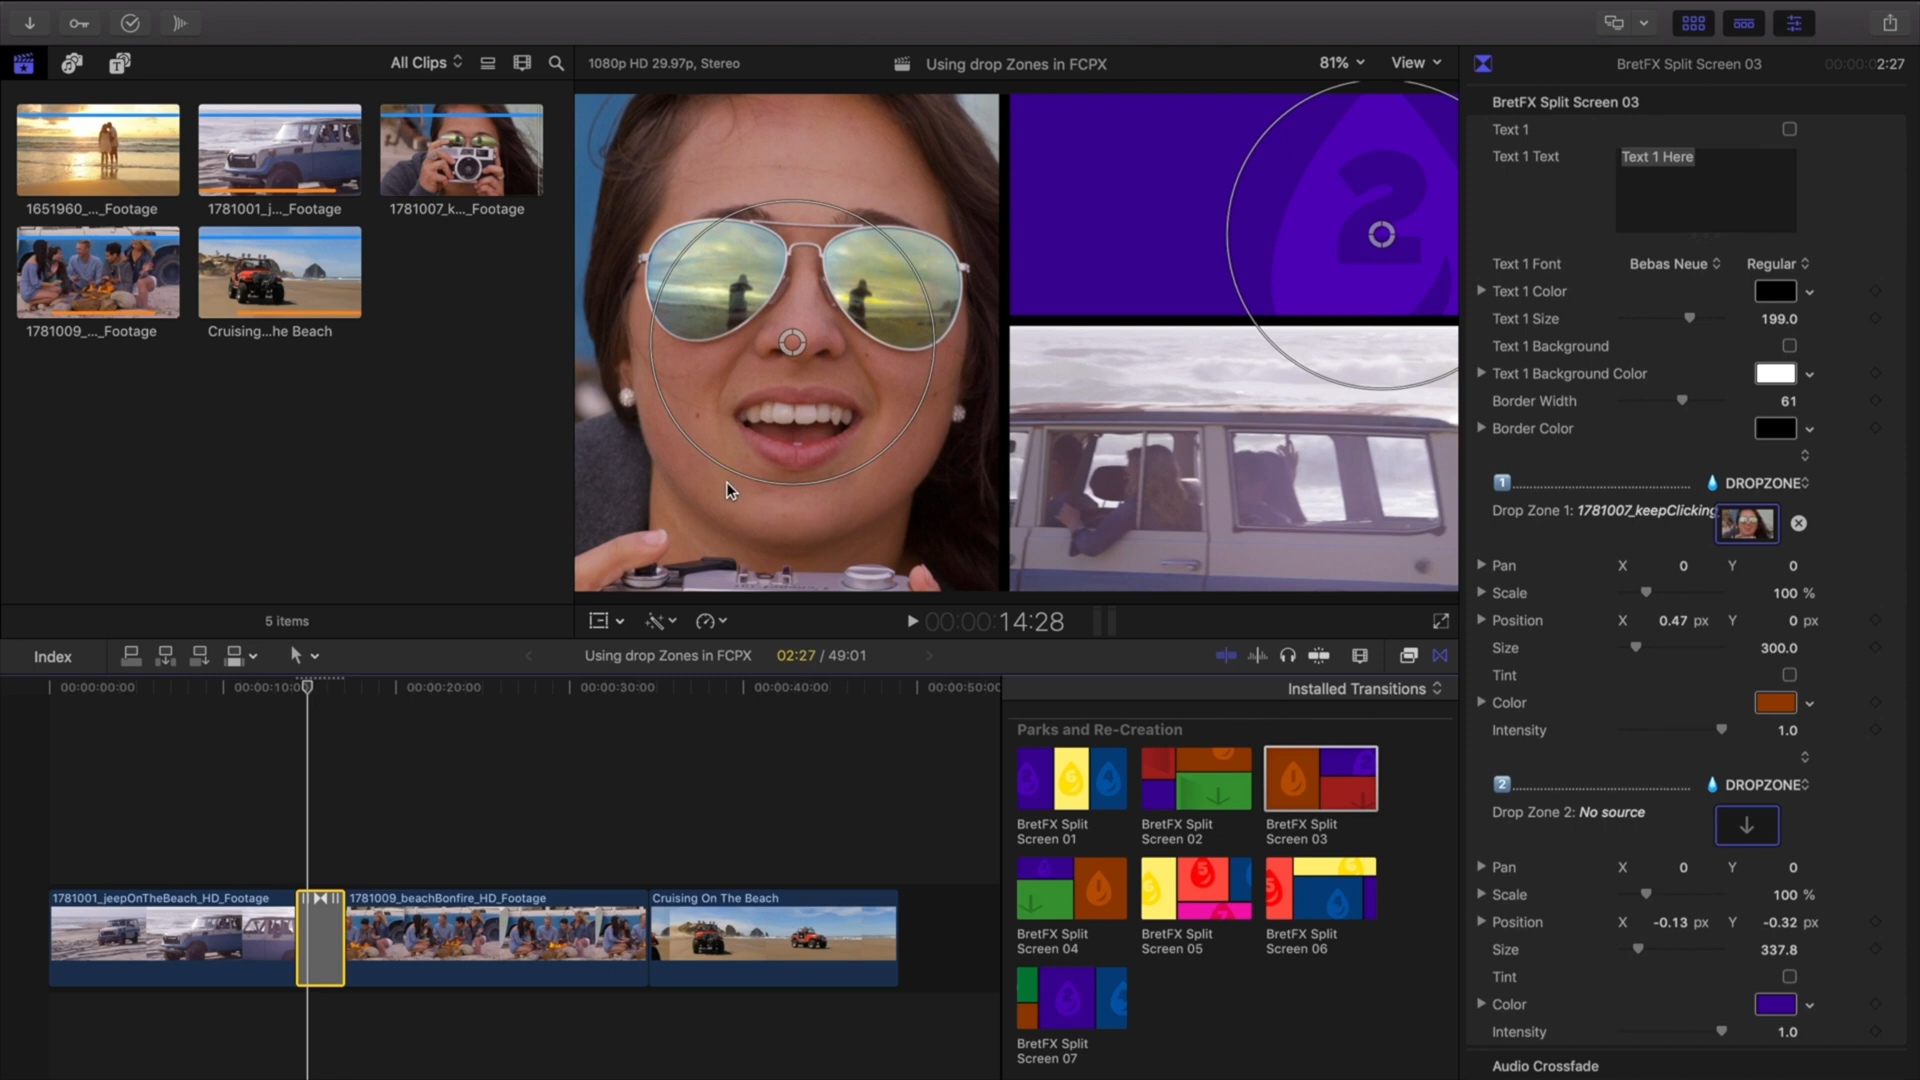 All Clips
1080p HD 29.97p, Stereo
Using drop Zones in FCPX
81%
View
BretFX Split Screen 03
00:00:02:27
1651960_..._Footage
1781001_j..._Footage
1781007_k..._Footage
1781009_..._Footage
Cruising...he Beach
5 items
2
00:00:00:14:28
BretFX Split Screen 03
Text 1
Text 1 Text
Text 1 Here
Text 1 Font
Bebas Neue
Regular
Text 1 Color
Text 1 Size
199.0
Text 1 Background
Text 1 Background Color
Border Width
61
Border Color
1
DROPZONE
Drop Zone 1: 1781007_keepClicking
Pan X 0 Y 0
Scale 100 %
Position X 0.47 px Y 0 px
Size 300.0
Tint
Color
Intensity 1.0
2
DROPZONE
Drop Zone 2: No source
Pan X 0 Y 0
Scale 100 %
Position X -0.13 px Y -0.32 px
Size 337.8
Tint
Color
Intensity 1.0
Audio Crossfade
Index
Using drop Zones in FCPX
02:27 / 49:01
00:00:00:00
00:00:10:00
00:00:20:00
00:00:30:00
00:00:40:00
00:00:50:00
1781001_jeepOnTheBeach_HD_Footage
1781009_beachBonfire_HD_Footage
Cruising On The Beach
Installed Transitions
Parks and Re-Creation
BretFX Split
Screen 01
BretFX Split
Screen 02
BretFX Split
Screen 03
BretFX Split
Screen 04
BretFX Split
Screen 05
BretFX Split
Screen 06
BretFX Split
Screen 07